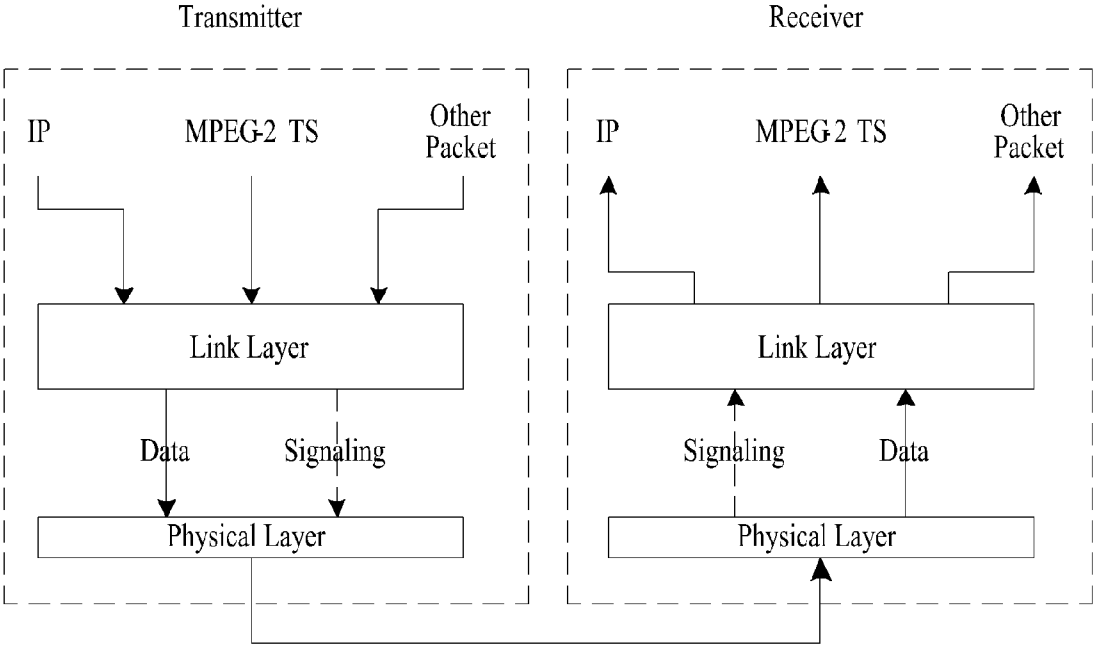 Transmitter
Receiver
IP
MPEG-2 TS
Other
Packet
IP
MPEG-2 TS
Other
Packet
Link Layer
Link Layer
Data
Signaling
Signaling
Data
Physical Layer
Physical Layer